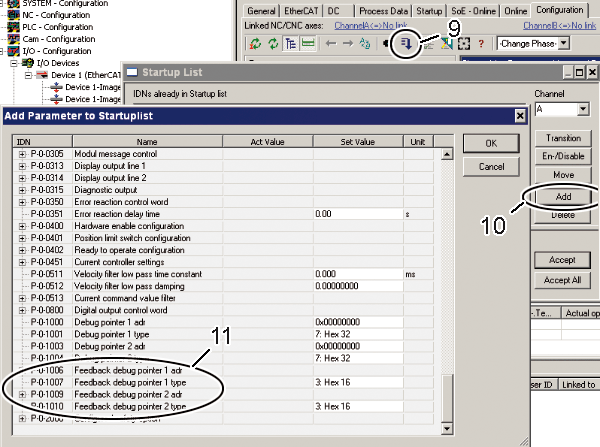 SYSTEM - Configuration
NC - Configuration
PLC - Configuration
Cam - Configuration
I/O - Configuration
I/O Devices
Device 1 (EtherCAT
Device 1-Image
Device 1-Image
General EtherCAT DC Process Data Startup SoE - Online Online Configuration
Linked NC/CNC axes: ChannelA (<=>No link ChannelB (<=>No link
9
-Change Phase-
Startup List
IDNs already in Startup list
Channel
A
Transition
En-/Disable
Move
Add
Delete
10
Accept
Accept All
Actual op
ser ID Linked to
Add Parameter to Startuplist
IDN Name Act Value Set Value Unit
P-0-0305 Modul message control
P-0-0313 Display output line 1
P-0-0314 Display output line 2
P-0-0315 Diagnostic output
P-0-0350 Error reaction control word
P-0-0351 Error reaction delay time 0.00 s
P-0-0400 Hardware enable configuration
P-0-0401 Position limit switch configuration
P-0-0402 Ready to operate configuration
P-0-0451 Current controller settings
P-0-0511 Velocity filter low pass time constant 0.000 ms
P-0-0512 Velocity filter low pass damping 0.00000000
P-0-0513 Current command value filter
P-0-0800 Digital output control word
P-0-1000 Debug pointer 1 adr 0x00000000
P-0-1001 Debug pointer 1 type 7: Hex 32
P-0-1003 Debug pointer 2 adr 0x00000000
P-0-1004 7: Hex 32
P-0-1006 Feedback debug pointer 1 adr
P-0-1007 Feedback debug pointer 1 type 3: Hex 16
P-0-1009 Feedback debug pointer 2 adr
P-0-1010 Feedback debug pointer 2 type 3: Hex 16
11
OK
Cancel